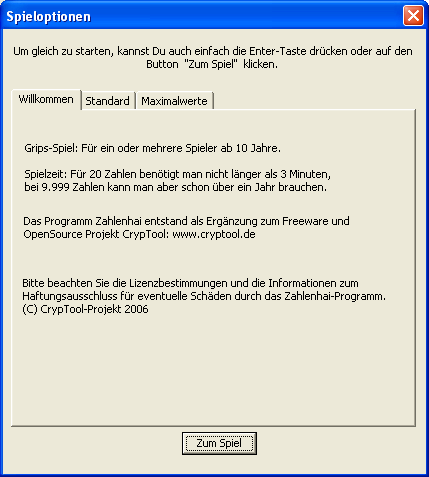 Spieloptionen
Um gleich zu starten, kannst Du auch einfach die Enter-Taste drücken oder auf den
Button "Zum Spiel" klicken.
Willkommen Standard Maximalwerte
Grips-Spiel: Für ein oder mehrere Spieler ab 10 Jahre.
Spielzeit: Für 20 Zahlen benötigt man nicht länger als 3 Minuten,
bei 9.999 Zahlen kann man aber schon über ein Jahr brauchen.
Das Programm Zahlenhai entstand als Ergänzung zum Freeware und
OpenSource Projekt CrypTool: www.cryptool.de
Bitte beachten Sie die Lizenzbestimmungen und die Informationen zum
Haftungsausschluss für eventuelle Schäden durch das Zahlenhai-Programm.
(C) CrypTool-Projekt 2006
Zum Spiel